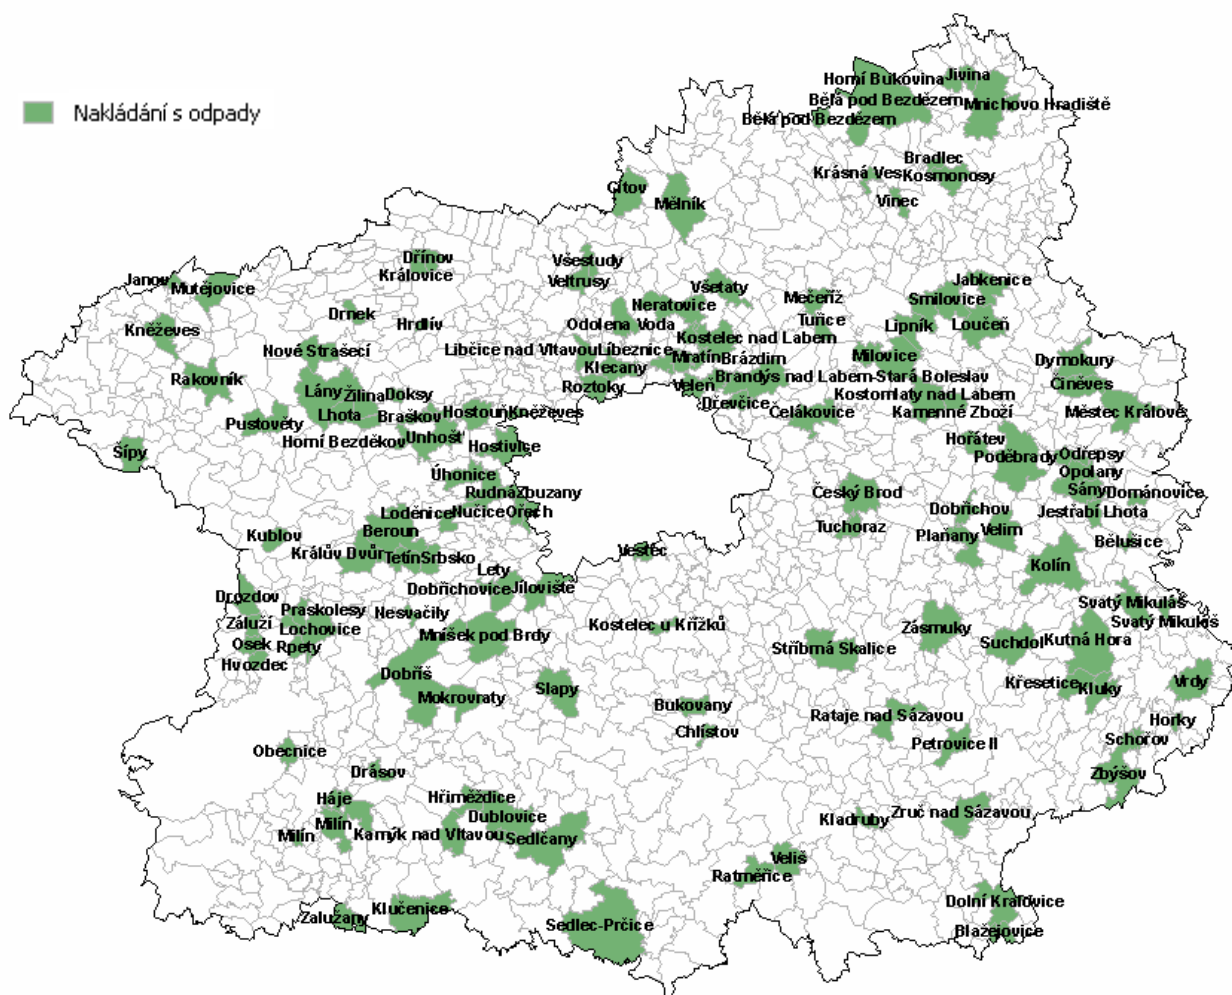 Nakládání s odpady
Horní Bukovina
Jivina
Bělá pod Bezdězem
Mnichovo Hradiště
Bělá pod Bezdězem
Bradlec
Krásná Ves
Kosmonosy
Vinec
Cítov
Mělník
Dřínov
Královice
Všestudy
Veltrusy
Janov
Mutějovice
Všetaty
Jabkenice
Mečeříž
Smilovice
Neratovice
Drnek
Hrdlív
Kněževes
Odolena Voda
Tuřice
Lipník
Loučeň
Kostelec nad Labem
Nové Strašecí
Libčice nad Vltavou
Líbeznice
Mratín
Brázdim
Milovice
Dymokury
Klecany
Rakovník
Brandýs nad Labem-Stará Boleslav
Činěves
Roztoky
Veleň
Lány
Žilina
Doksy
Kostomlaty nad Labem
Dřevčice
Čelákovice
Kamenné Zboží
Městec Králové
Lhota
Braškov
Hostouň
Kněževes
Pustověty
Horní Bezděkov
Unhošť
Hostivice
Hořátev
Poděbrady
Odřepsy
Šípy
Opolany
Úhonice
Rudná
Zbuzany
Český Brod
Sány
Dománovice
Loděnice
Nučice
Ořech
Dobřichov
Jestřabí Lhota
Tuchoraz
Beroun
Kublov
Plaňany
Velim
Bělušice
Králův Dvůr
Tetín
Srbsko
Vestec
Lety
Kolín
Dobřichovice
Jíloviště
Drozdov
Praskolesy
Svatý Mikuláš
Nesvačily
Záluží
Lochovice
Svatý Mikuláš
Mníšek pod Brdy
Kostelec u Křížků
Zásmuky
Osek
Rpety
Stříbrná Skalice
Suchdol
Kutná Hora
Hvozdec
Dobříš
Mokrovraty
Slapy
Křesetice
Kluky
Vrdy
Bukovany
Rataje nad Sázavou
Horky
Chlístov
Petrovice II
Schořov
Obecnice
Drásov
Zbýšov
Háje
Hřiměždice
Milín
Milín
Kamýk nad Vltavou
Dublovice
Sedlčany
Kladruby
Zruč nad Sázavou
Veliš
Ratměřice
Dolní Kralovice
Zalužany
Klučenice
Sedlec-Prčice
Blažejovice